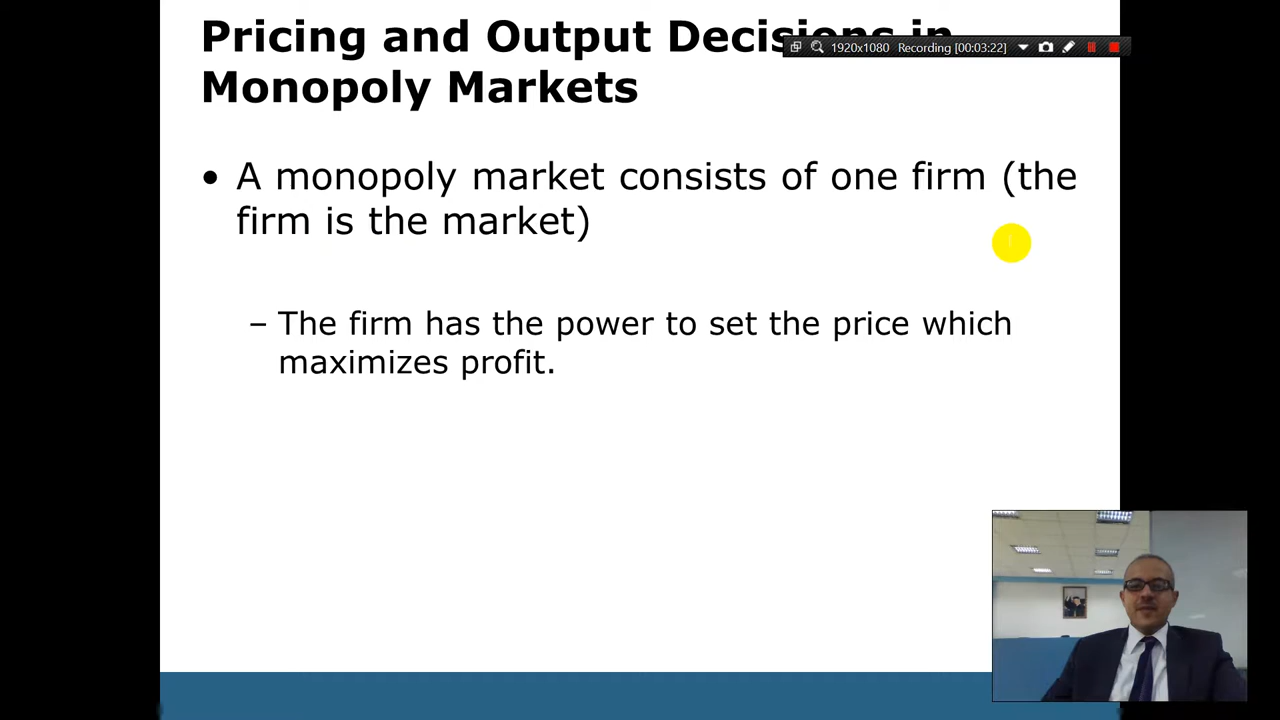 Pricing and Output Decisions in
Monopoly Markets
1920x1080 Recording [00:03:22]
• A monopoly market consists of one firm (the
firm is the market)
– The firm has the power to set the price which
maximizes profit.